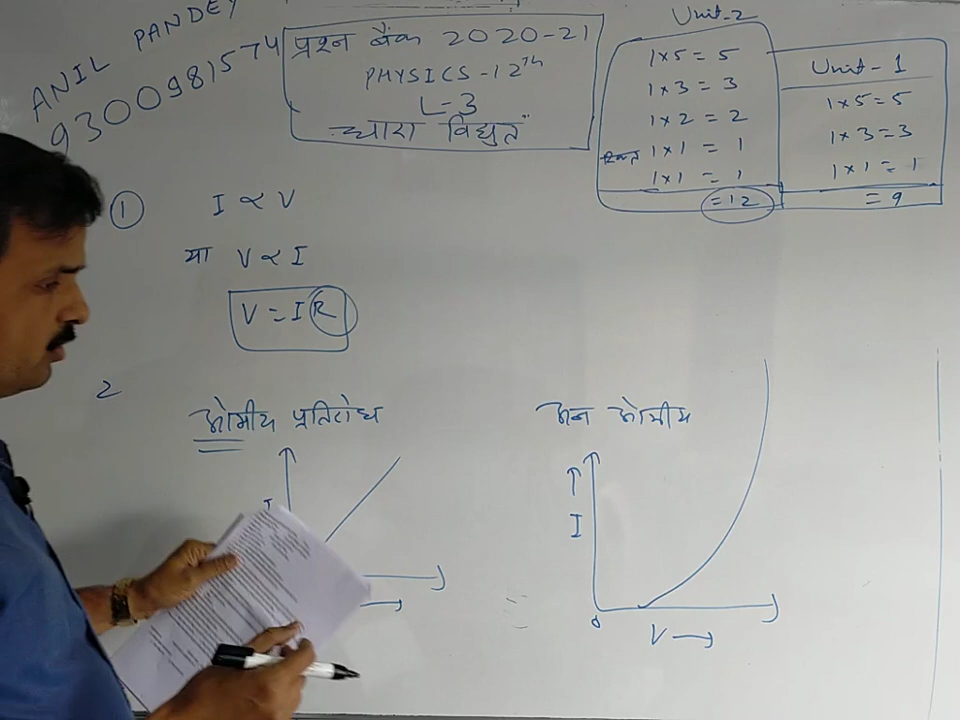 ANIL PANDEY
9300981574
प्रश्न बैंक 2020-21
PHYSICS-12th
L-3
धारा विद्युत
Unit-2
1×5 = 5
1×3 = 3
1×2 = 2
1×1 = 1
1×1 = 1
=12
Unit-1
1×5=5
1×3=3
1×1=1
=9
① I ∝ V
या V ∝ I
V = IR
2
ओमीय प्रतिरोध
I
अन ओमीय
I
0
V